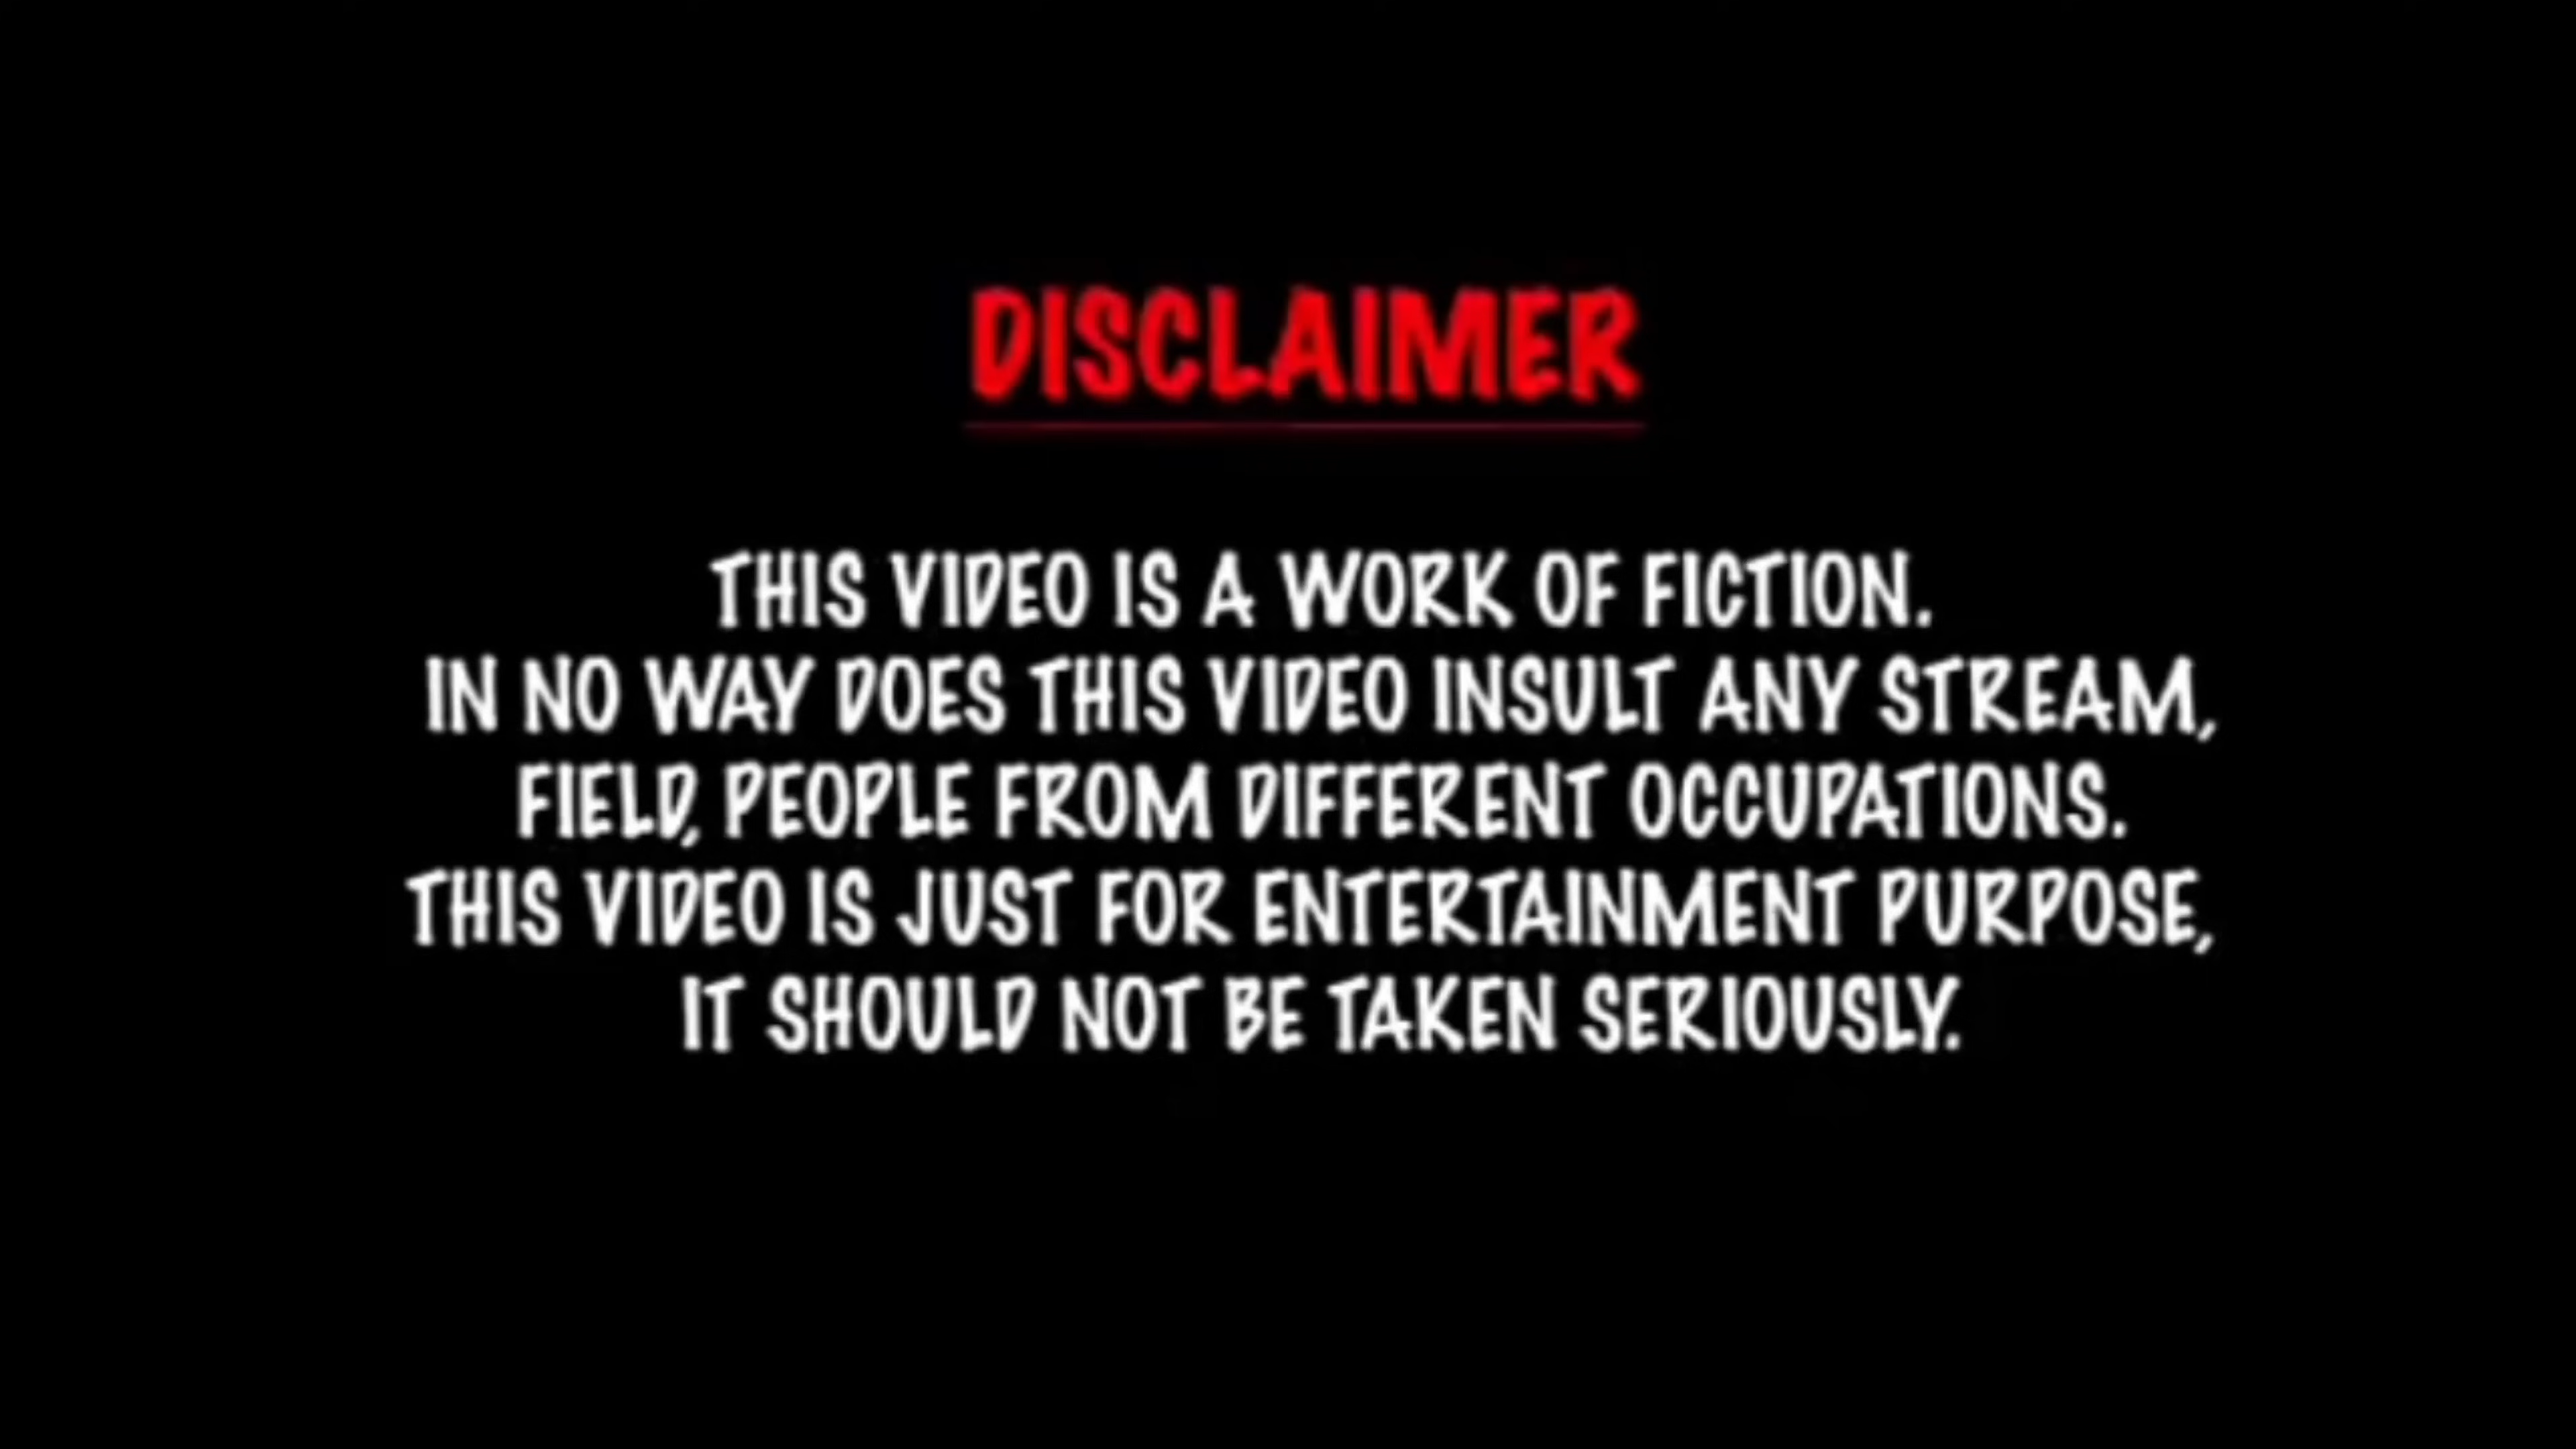 DISCLAIMER
THIS VIDEO IS A WORK OF FICTION.
IN NO WAY DOES THIS VIDEO INSULT ANY STREAM,
FIELD, PEOPLE FROM DIFFERENT OCCUPATIONS.
THIS VIDEO IS JUST FOR ENTERTAINMENT PURPOSE,
IT SHOULD NOT BE TAKEN SERIOUSLY.